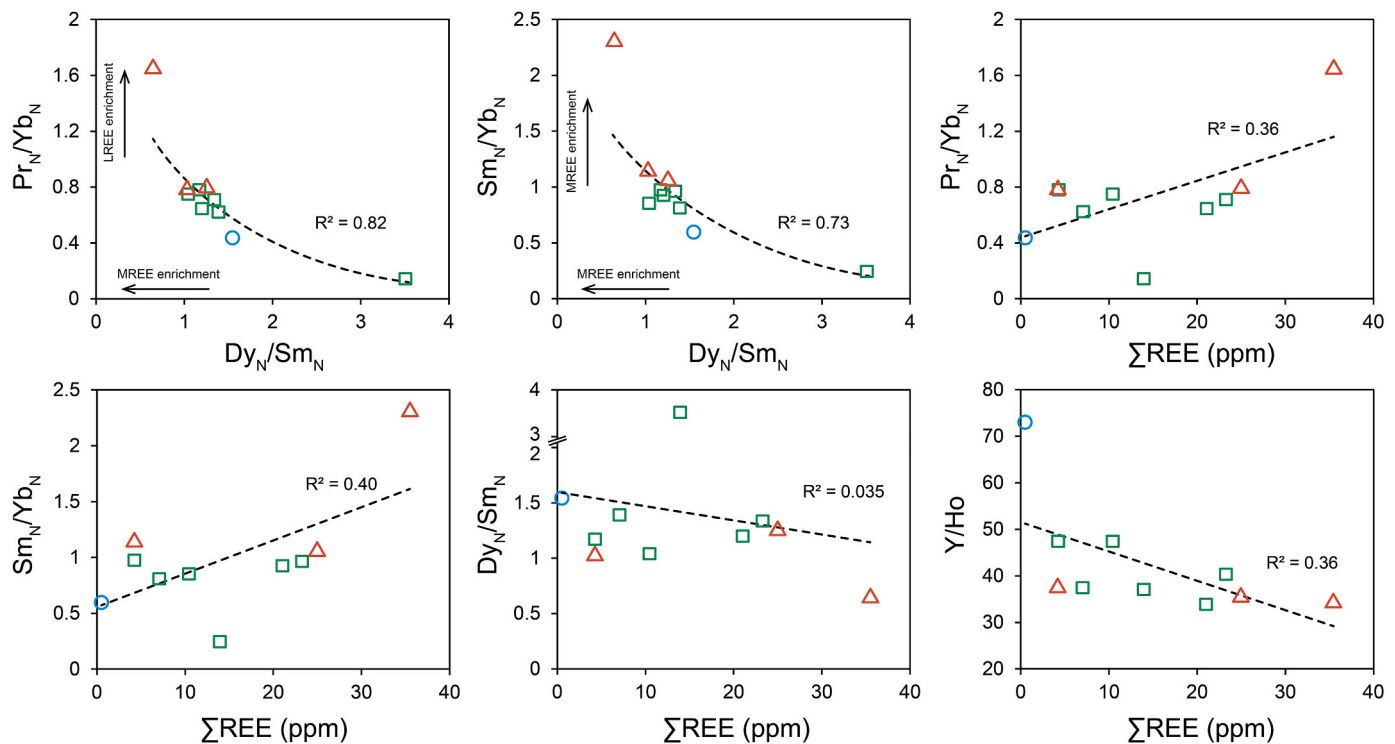 Pr_N/Yb_N
2
1.6
1.2
0.8
0.4
0
LREE enrichment
R² = 0.82
MREE enrichment
0 1 2 3 4
Dy_N/Sm_N
Sm_N/Yb_N
2.5
2
1.5
1
0.5
0
MREE enrichment
R² = 0.73
MREE enrichment
0 1 2 3 4
Dy_N/Sm_N
Pr_N/Yb_N
2
1.6
1.2
0.8
0.4
0
R² = 0.36
0 10 20 30 40
∑REE (ppm)
Sm_N/Yb_N
2.5
2
1.5
1
0.5
0
R² = 0.40
0 10 20 30 40
∑REE (ppm)
Dy_N/Sm_N
4
3
2
1.5
1
0.5
0
R² = 0.035
0 10 20 30 40
∑REE (ppm)
Y/Ho
80
70
60
50
40
30
20
R² = 0.36
0 10 20 30 40
∑REE (ppm)